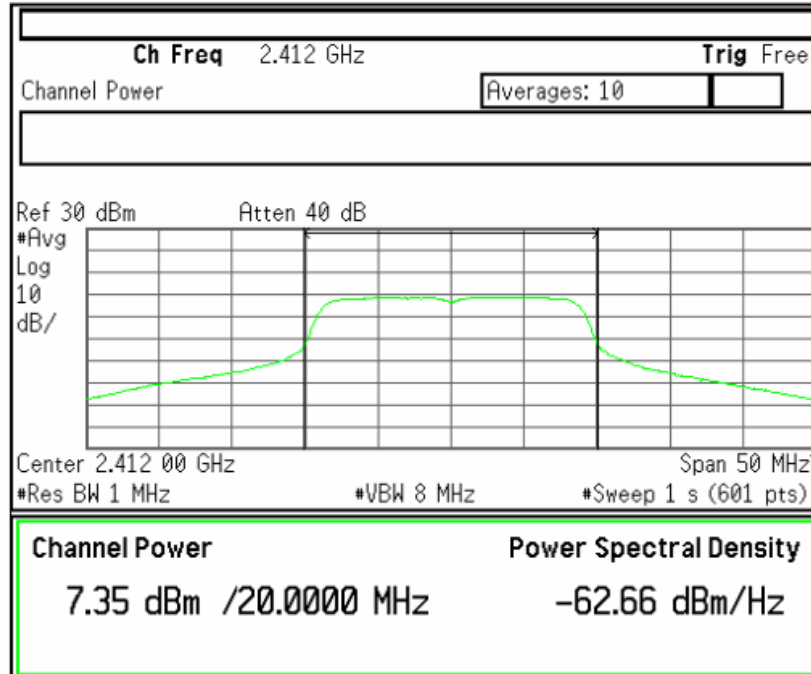 Ch Freq 2.412 GHz Trig Free
Channel Power Averages: 10
Ref 30 dBm Atten 40 dB
#Avg
Log
10
dB/
Center 2.412 00 GHz Span 50 MHz
#Res BW 1 MHz #VBW 8 MHz #Sweep 1 s (601 pts)
Channel Power Power Spectral Density
7.35 dBm /20.0000 MHz -62.66 dBm/Hz